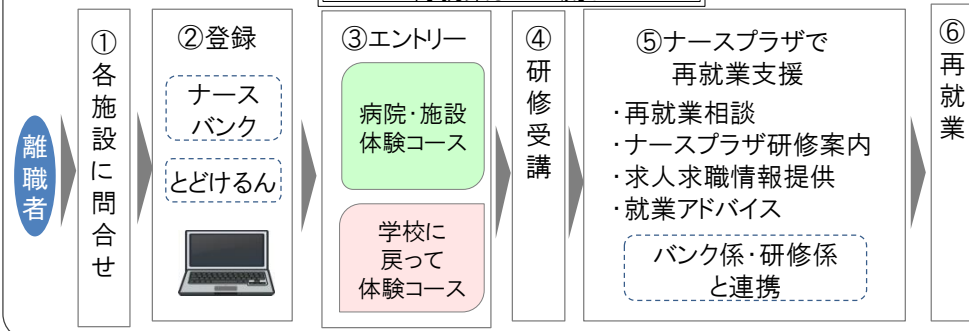 離職者
①各施設に問合せ
②登録
ナース
バンク
とどけるん
③エントリー
病院・施設
体験コース
学校に
戻って
体験コース
④研修受講
⑤ナースプラザで
再就業支援
・再就業相談
・ナースプラザ研修案内
・求人求職情報提供
・就業アドバイス
バンク係・研修係
と連携
⑥再就業